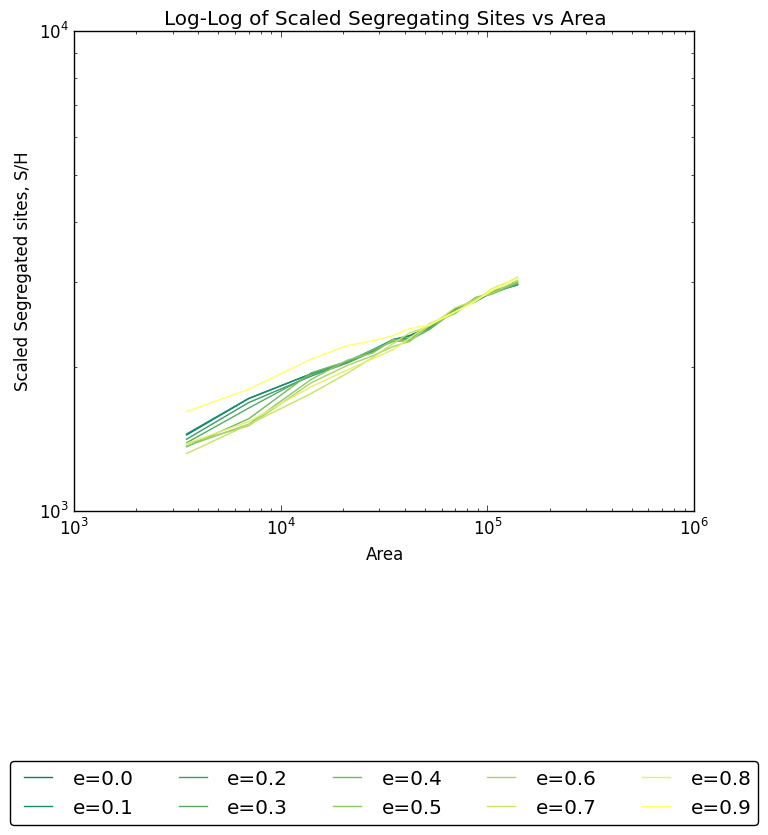 Log-Log of Scaled Segregating Sites vs Area
10^4
10^3
Scaled Segregated sites, S/H
10^3 10^4 10^5 10^6
Area
e=0.0 e=0.2 e=0.4 e=0.6 e=0.8
e=0.1 e=0.3 e=0.5 e=0.7 e=0.9